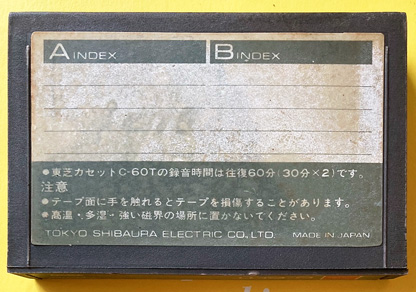 A INDEX B INDEX
●東芝カセットC-60Tの録音時間は往復60分(30分×2)です。
注意
●テープ面に手を触れるとテープを損傷することがあります。
●高温・多湿・強い磁界の場所に置かないでください。
TOKYO SHIBAURA ELECTRIC CO., LTD. MADE IN JAPAN